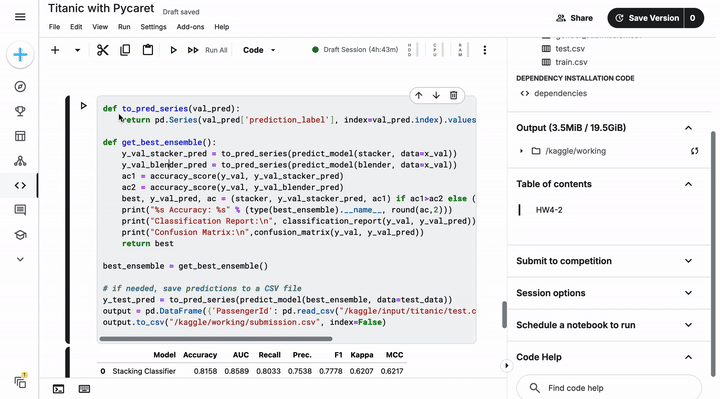 Titanic with Pycaret
Draft saved
File Edit View Run Settings Add-ons Help
Share
Save Version 0
Run All
Code
Draft Session (4h:43m)
test.csv
train.csv
DEPENDENCY INSTALLATION CODE
<> dependencies
Output (3.5MiB / 19.5GiB)
/kaggle/working
Table of contents
HW4-2
Submit to competition
Session options
Schedule a notebook to run
Code Help
Find code help
def to_pred_series(val_pred):
return pd.Series(val_pred['prediction_label'], index=val_pred.index).values
def get_best_ensemble():
y_val_stacker_pred = to_pred_series(predict_model(stacker, data=x_val))
y_val_blender_pred = to_pred_series(predict_model(blender, data=x_val))
ac1 = accuracy_score(y_val, y_val_stacker_pred)
ac2 = accuracy_score(y_val, y_val_blender_pred)
best, y_val_pred, ac = (stacker, y_val_stacker_pred, ac1) if ac1>ac2 else (
print("%s Accuracy: %s" % (type(best_ensemble).__name__, round(ac,2)))
print("Classification Report:\n", classification_report(y_val, y_val_pred))
print("Confusion Matrix:\n",confusion_matrix(y_val, y_val_pred))
return best
best_ensemble = get_best_ensemble()
# if needed, save predictions to a CSV file
y_test_pred = to_pred_series(predict_model(best_ensemble, data=test_data))
output = pd.DataFrame({'PassengerId': pd.read_csv("/kaggle/input/titanic/test.c
output.to_csv("/kaggle/working/submission.csv", index=False)
Model Accuracy AUC Recall Prec. F1 Kappa MCC
0 Stacking Classifier 0.8158 0.8589 0.8033 0.7538 0.7778 0.6207 0.6217